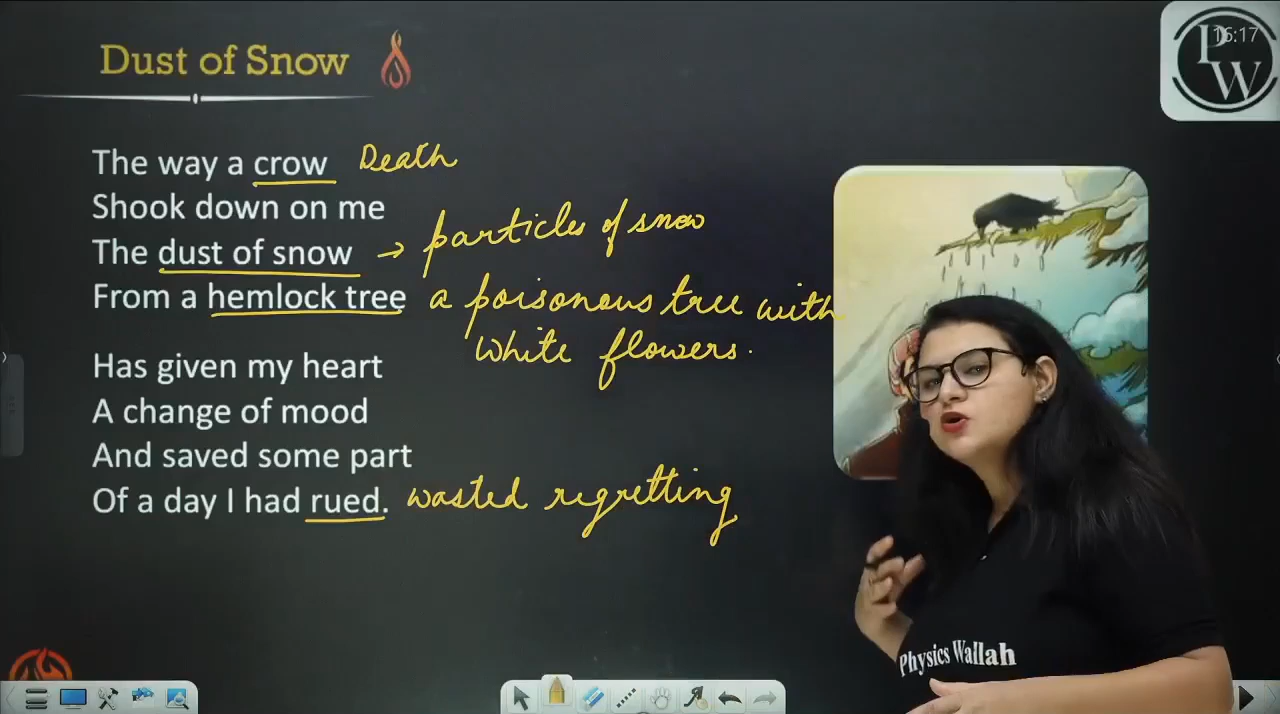 Dust of Snow
16:17
PW
The way a crow Death
Shook down on me
The dust of snow → particles of snow
From a hemlock tree a poisonous tree with
white flowers.
Has given my heart
A change of mood
And saved some part
Of a day I had rued. wasted regretting
Physics Wallah